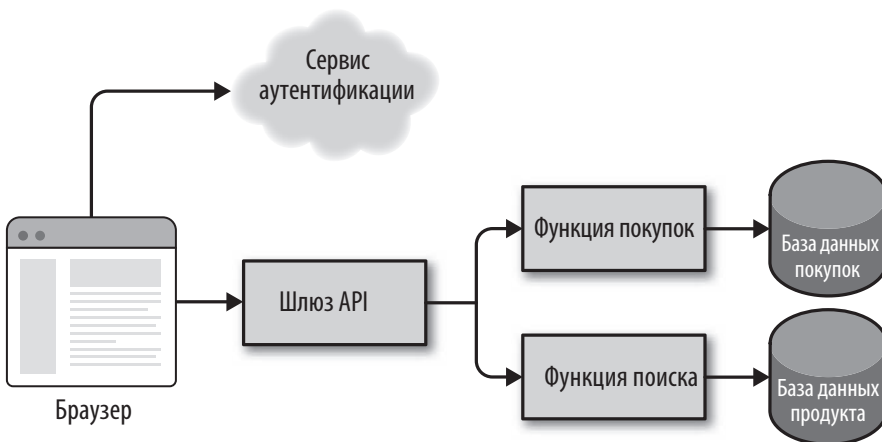 Сервис
аутентификации
Функция покупок
База данных
покупок
Шлюз API
Функция поиска
База данных
продукта
Браузер